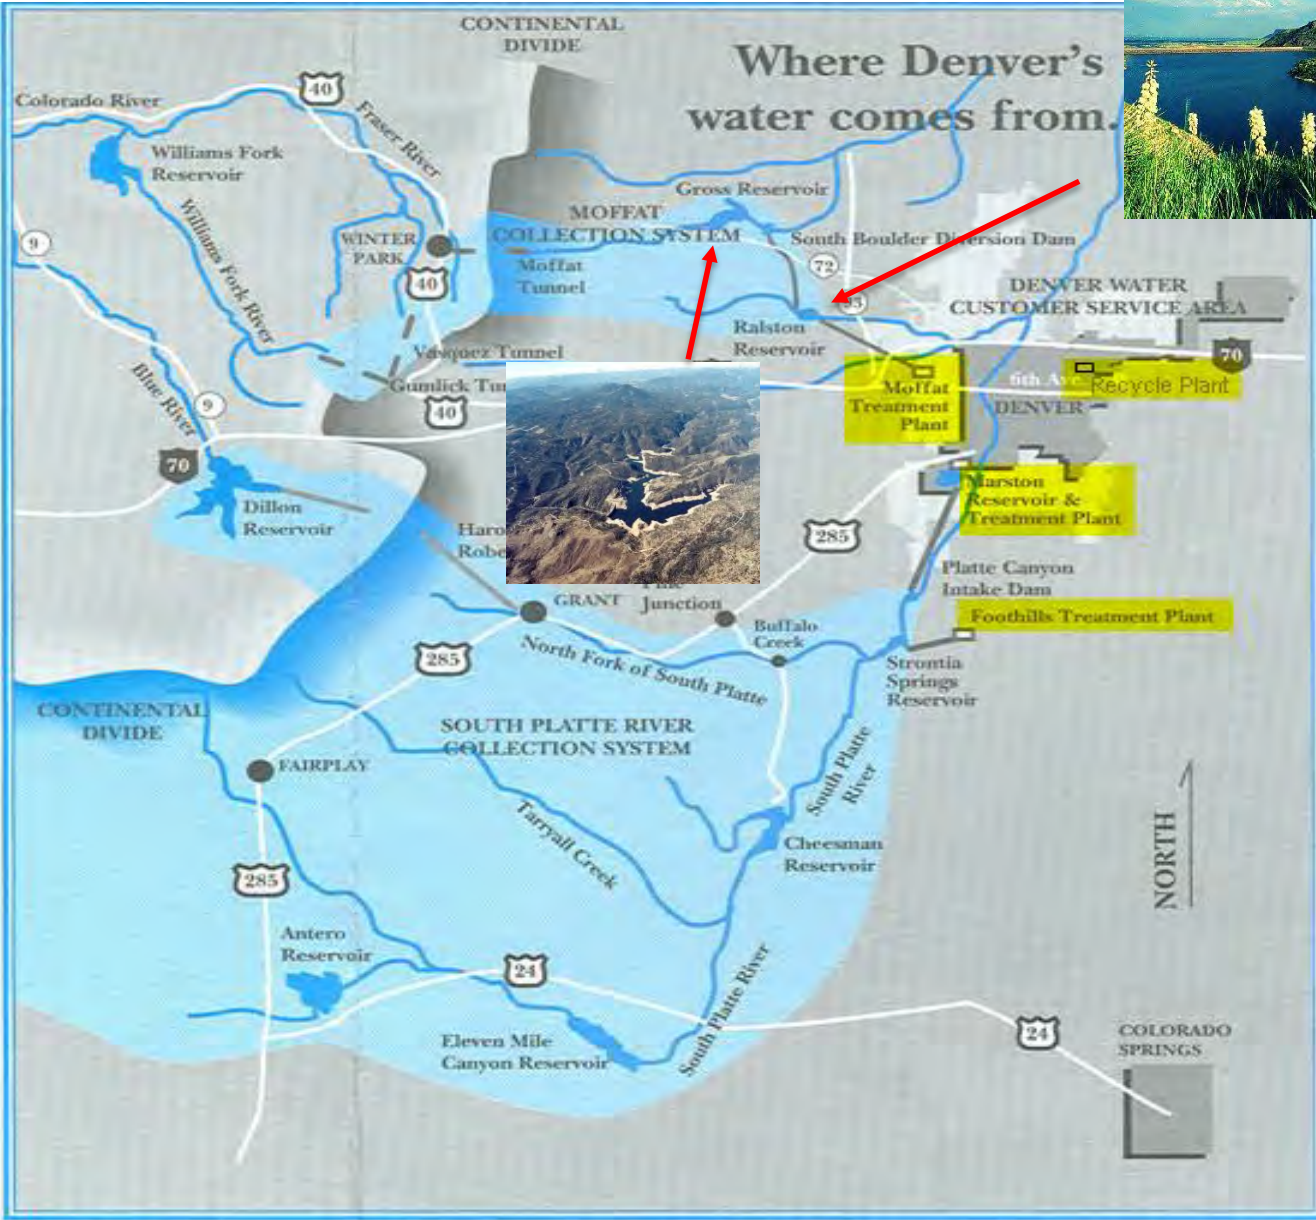 CONTINENTAL
DIVIDE
Where Denver's
water comes from.
40
Colorado River
Fraser River
Williams Fork
Reservoir
Gross Reservoir
MOFFAT
COLLECTION SYSTEM
9
Williams Fork River
WINTER
PARK
South Boulder Diversion Dam
Moffat
Tunnel
72
40
DENVER WATER
CUSTOMER SERVICE AREA
Ralston
Reservoir
Vasquez Tunnel
70
Blue River
Gumlick
9
40
Moffat
Treatment
Plant
6th Ave
Recycle Plant
DENVER
70
Marston
Reservoir &
Treatment Plant
Dillon
Reservoir
285
Platte Canyon
Intake Dam
GRANT
Junction
Foothills Treatment Plant
Buffalo
Creek
285
North Fork of South Platte
Strontia
Springs
Reservoir
CONTINENTAL
DIVIDE
SOUTH PLATTE RIVER
COLLECTION SYSTEM
South Platte
River
FAIRPLAY
Tarryall Creek
Cheesman
Reservoir
NORTH
285
Antero
Reservoir
24
South Platte River
Eleven Mile
Canyon Reservoir
24
COLORADO
SPRINGS